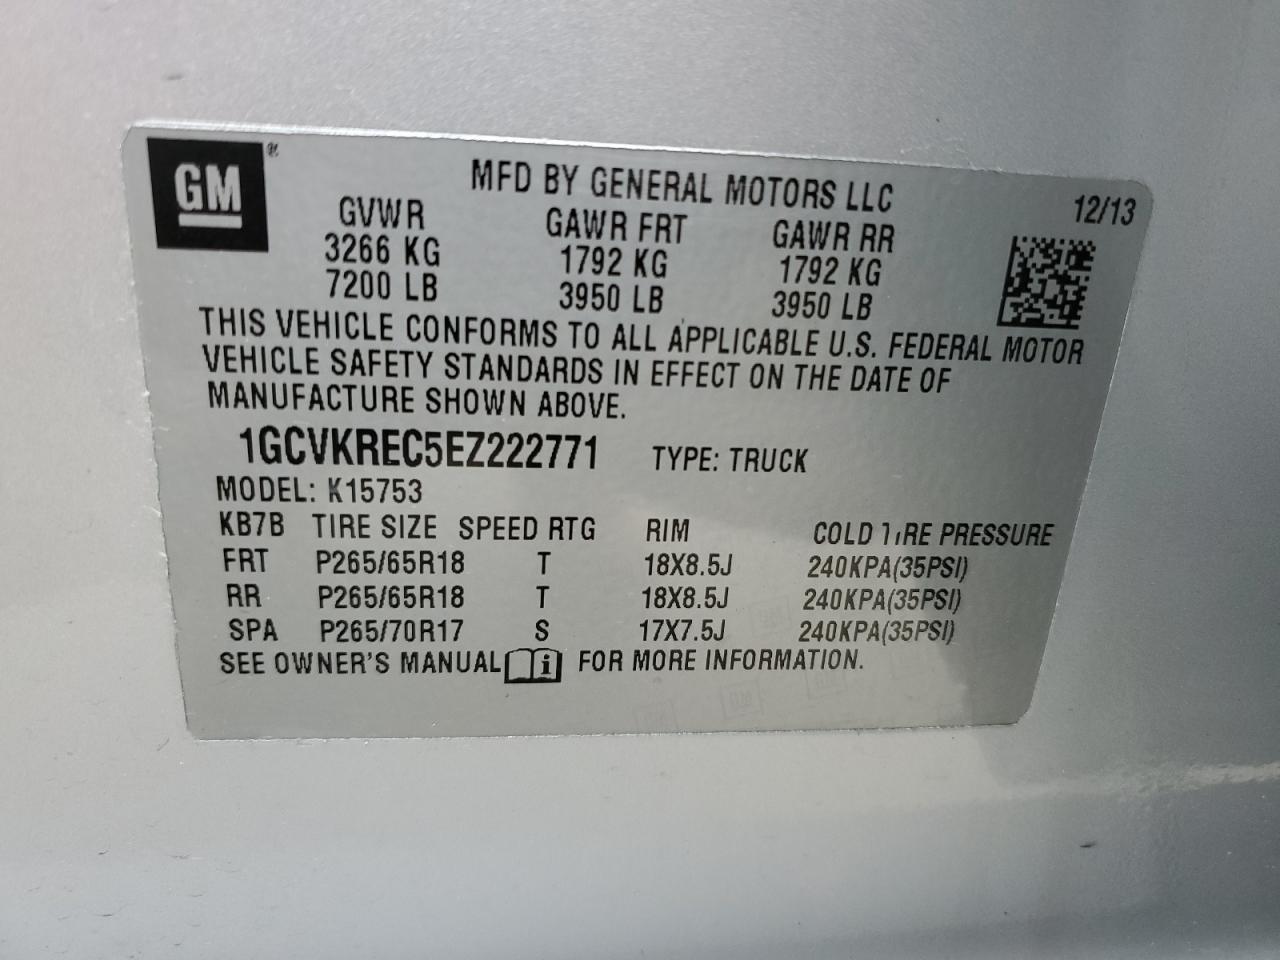 GM®
MFD BY GENERAL MOTORS LLC
12/13
GVWR GAWR FRT GAWR RR
3266 KG 1792 KG 1792 KG
7200 LB 3950 LB 3950 LB
THIS VEHICLE CONFORMS TO ALL APPLICABLE U.S. FEDERAL MOTOR
VEHICLE SAFETY STANDARDS IN EFFECT ON THE DATE OF
MANUFACTURE SHOWN ABOVE.
1GCVKREC5EZ222771 TYPE: TRUCK
MODEL: K15753
KB7B TIRE SIZE SPEED RTG RIM COLD TIRE PRESSURE
FRT P265/65R18 T 18X8.5J 240KPA(35PSI)
RR P265/65R18 T 18X8.5J 240KPA(35PSI)
SPA P265/70R17 S 17X7.5J 240KPA(35PSI)
SEE OWNER'S MANUAL i FOR MORE INFORMATION.